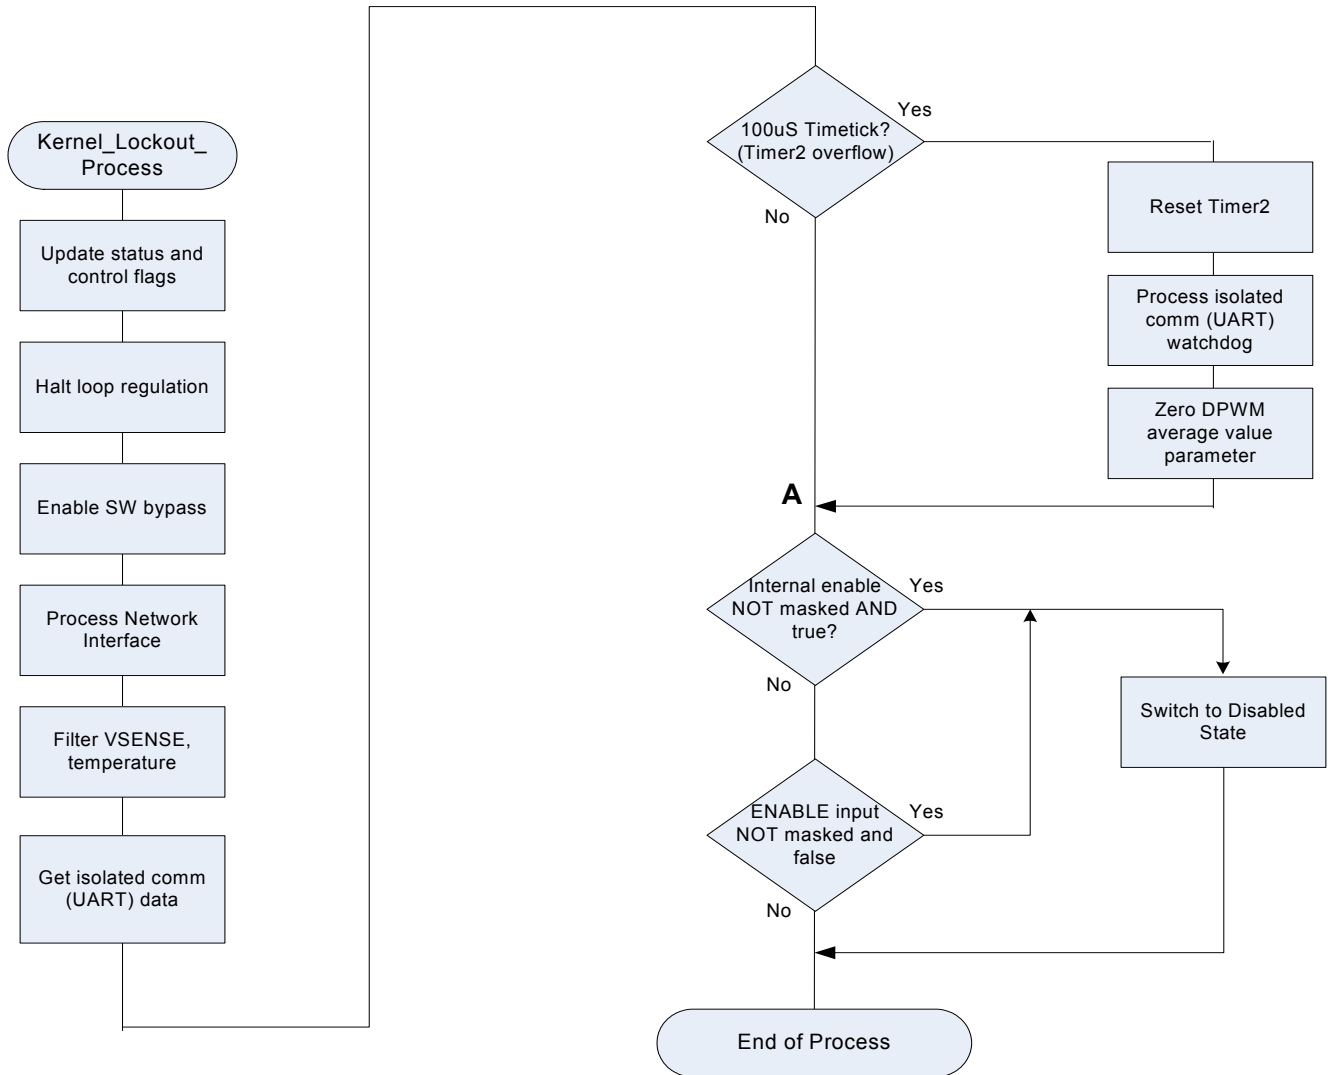 Kernel_Lockout_
Process
Update status and
control flags
Halt loop regulation
Enable SW bypass
Process Network
Interface
Filter VSENSE,
temperature
Get isolated comm
(UART) data
100uS Timetick?
(Timer2 overflow)
Yes
No
Reset Timer2
Process isolated
comm (UART)
watchdog
Zero DPWM
average value
parameter
A
Internal enable
NOT masked AND
true?
Yes
No
Switch to Disabled
State
ENABLE input
NOT masked and
false
Yes
No
End of Process